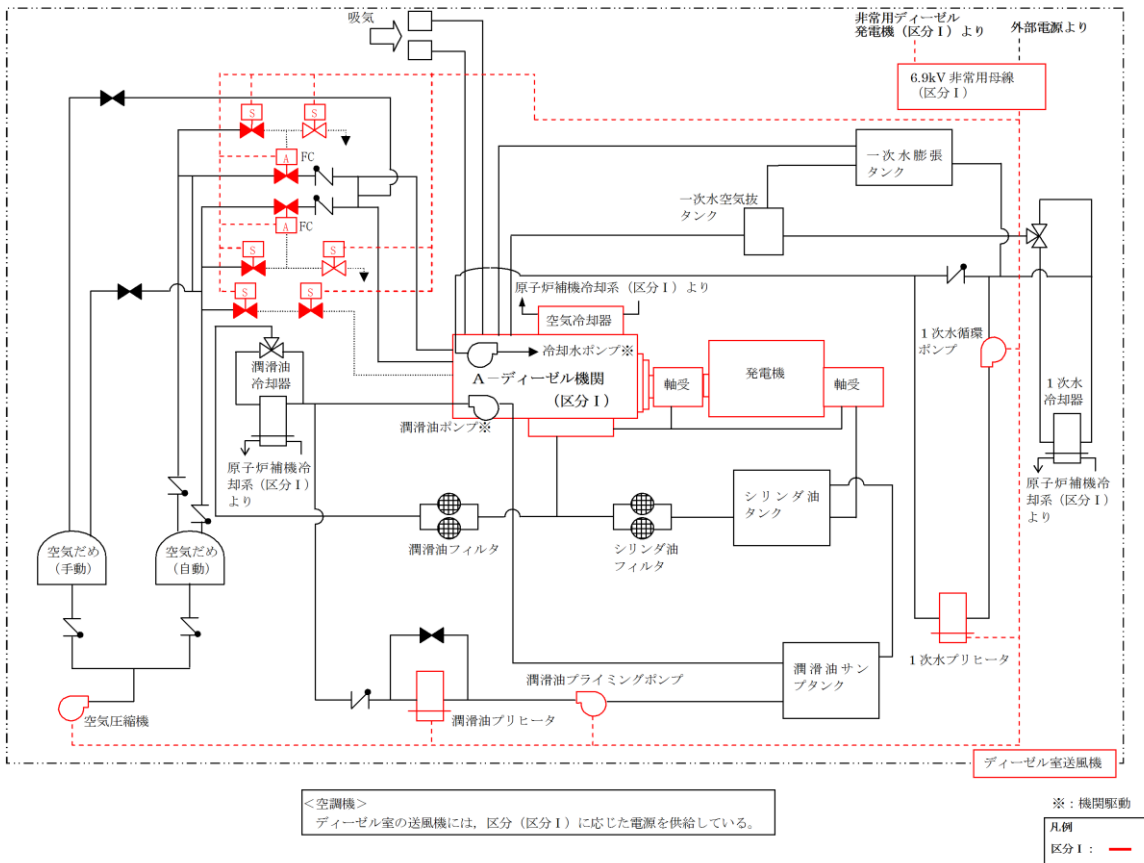 吸気
非常用ディーゼル
発電機（区分Ⅰ）より
外部電源より
6.9kV 非常用母線
（区分Ⅰ）
S
S
A
FC
A
FC
S
S
S
S
一次水膨張
タンク
一次水空気抜
タンク
原子炉補機冷却系（区分Ⅰ）より
空気冷却器
冷却水ポンプ※
A－ディーゼル機関
（区分Ⅰ）
潤滑油ポンプ※
軸受
発電機
軸受
1次水循環
ポンプ
1次水
冷却器
原子炉補機冷
却系（区分Ⅰ）
より
潤滑油
冷却器
原子炉補機冷
却系（区分Ⅰ）
より
シリンダ油
タンク
潤滑油フィルタ
シリンダ油
フィルタ
空気だめ
（手動）
空気だめ
（自動）
1次水プリヒータ
潤滑油サン
プタンク
潤滑油プライミングポンプ
潤滑油プリヒータ
空気圧縮機
ディーゼル室送風機
＜空調機＞
ディーゼル室の送風機には，区分（区分Ⅰ）に応じた電源を供給している。
※：機関駆動
凡例
区分Ⅰ：